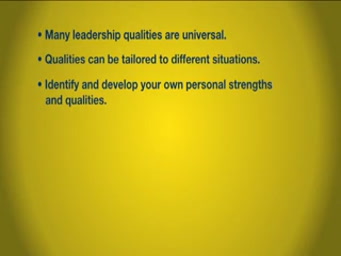 • Many leadership qualities are universal.
• Qualities can be tailored to different situations.
• Identify and develop your own personal strengths
and qualities.